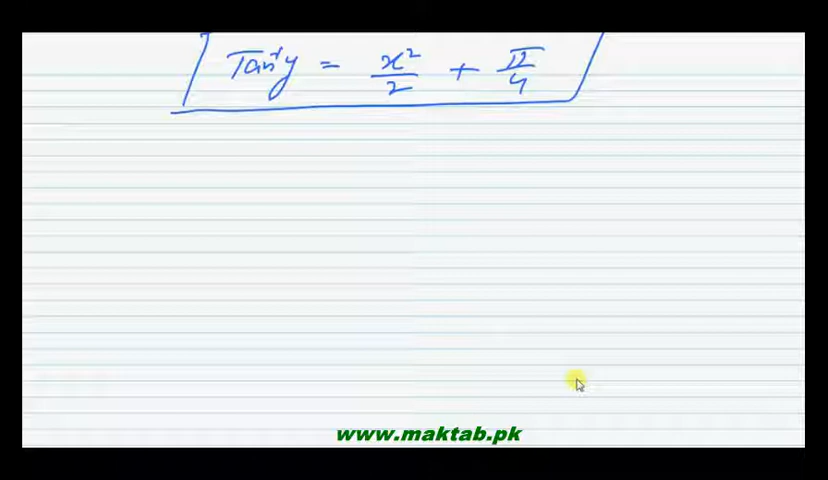 Tan⁻¹y = x²/2 + π/4
www.maktab.pk